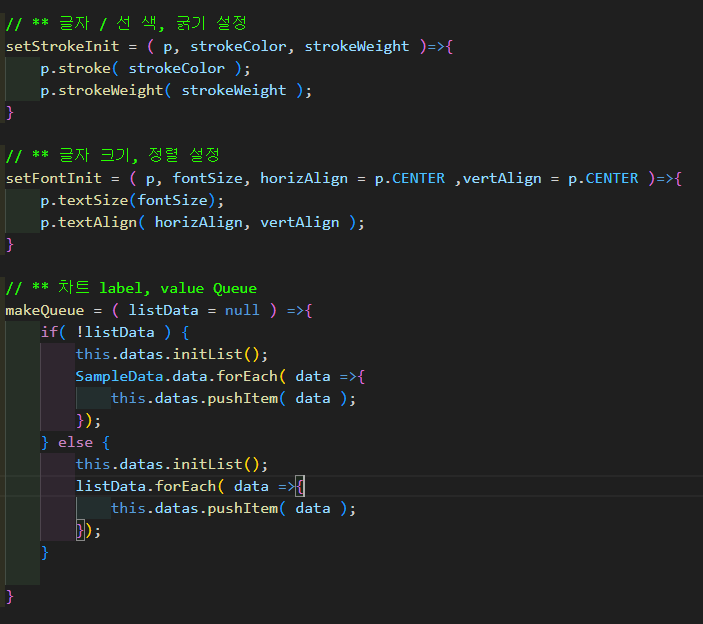 // ** 글자 / 선 색, 굵기 설정
setStrokeInit = ( p, strokeColor, strokeWeight )=>{
    p.stroke( strokeColor );
    p.strokeWeight( strokeWeight );
}
// ** 글자 크기, 정렬 설정
setFontInit = ( p, fontSize, horizAlign = p.CENTER ,vertAlign = p.CENTER )=>{
    p.textSize(fontSize);
    p.textAlign( horizAlign, vertAlign );
}
// ** 차트 label, value Queue
makeQueue = ( listData = null ) =>{
    if( !listData ) {
        this.datas.initList();
        SampleData.data.forEach( data =>{
            this.datas.pushItem( data );
        });
    } else {
        this.datas.initList();
        listData.forEach( data =>{
            this.datas.pushItem( data );
        });
    }
}